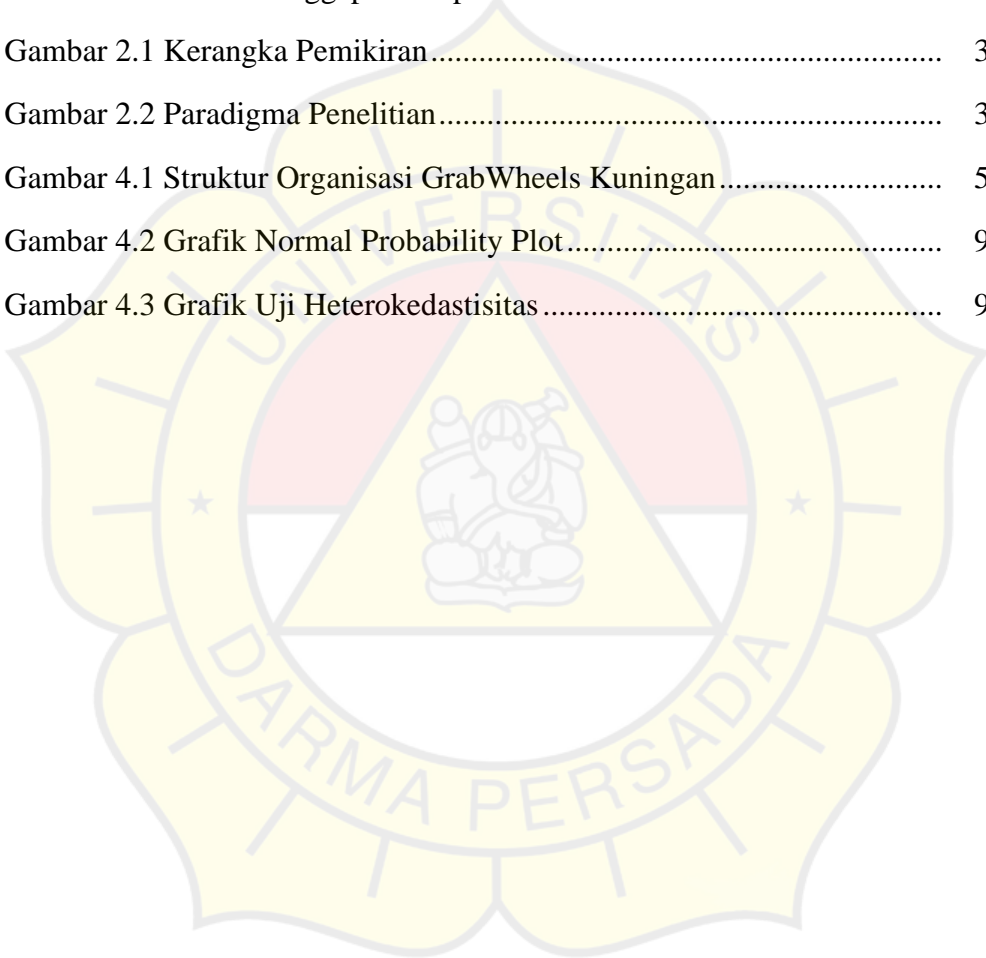 Gambar 2.1 Kerangka Pemikiran........................................................................ 3
Gambar 2.2 Paradigma Penelitian...................................................................... 3
Gambar 4.1 Struktur Organisasi GrabWheels Kuningan............................... 5
Gambar 4.2 Grafik Normal Probability Plot.................................................... 9
Gambar 4.3 Grafik Uji Heterokedastisitas....................................................... 9
UNIVERSITAS
DARMA PERSADA